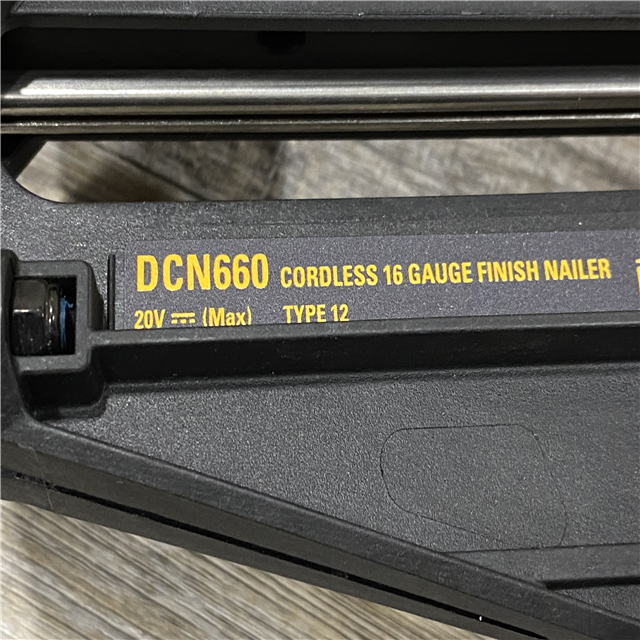 DCN660 CORDLESS 16 GAUGE FINISH NAILER
20V ⎓ (Max) TYPE 12